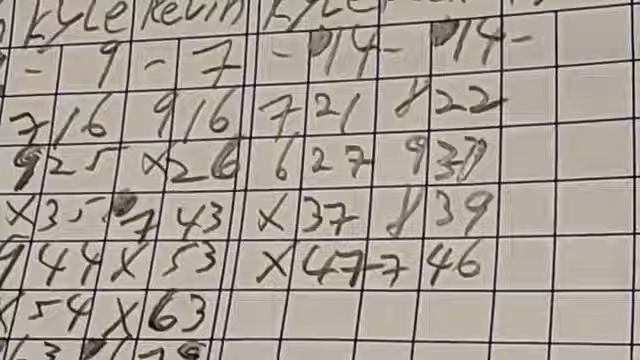 Kyle Kevin Kyle
- 9 - 7 - 14 - 14 -
7 16 9 16 7 21 8 22
9 25 X 26 6 27 9
X 35 7 43 X 37 8 39
9 44 X 53 X 47 7 46
X 54 X 63